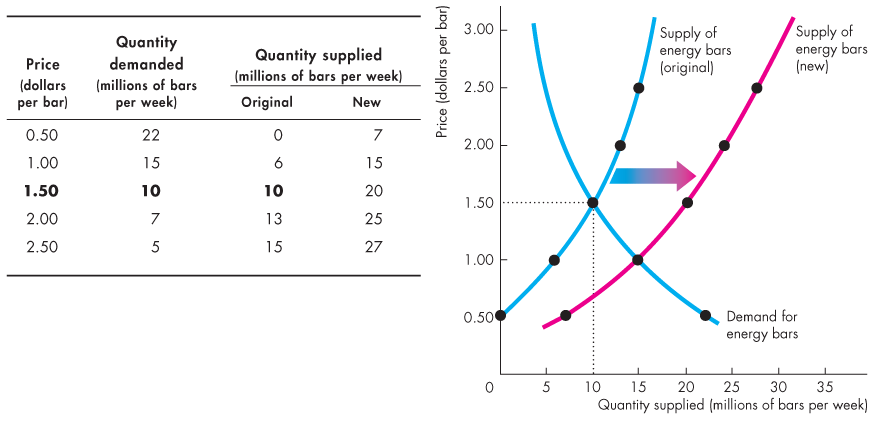 Price
(dollars
per bar)
Quantity
demanded
(millions of bars
per week)
Quantity supplied
(millions of bars per week)
Original New
0.50 22 0 7
1.00 15 6 15
1.50 10 10 20
2.00 7 13 25
2.50 5 15 27
Price (dollars per bar)
3.00
2.50
2.00
1.50
1.00
0.50
Supply of
energy bars
(original)
Supply of
energy bars
(new)
Demand for
energy bars
0 5 10 15 20 25 30 35
Quantity supplied (millions of bars per week)